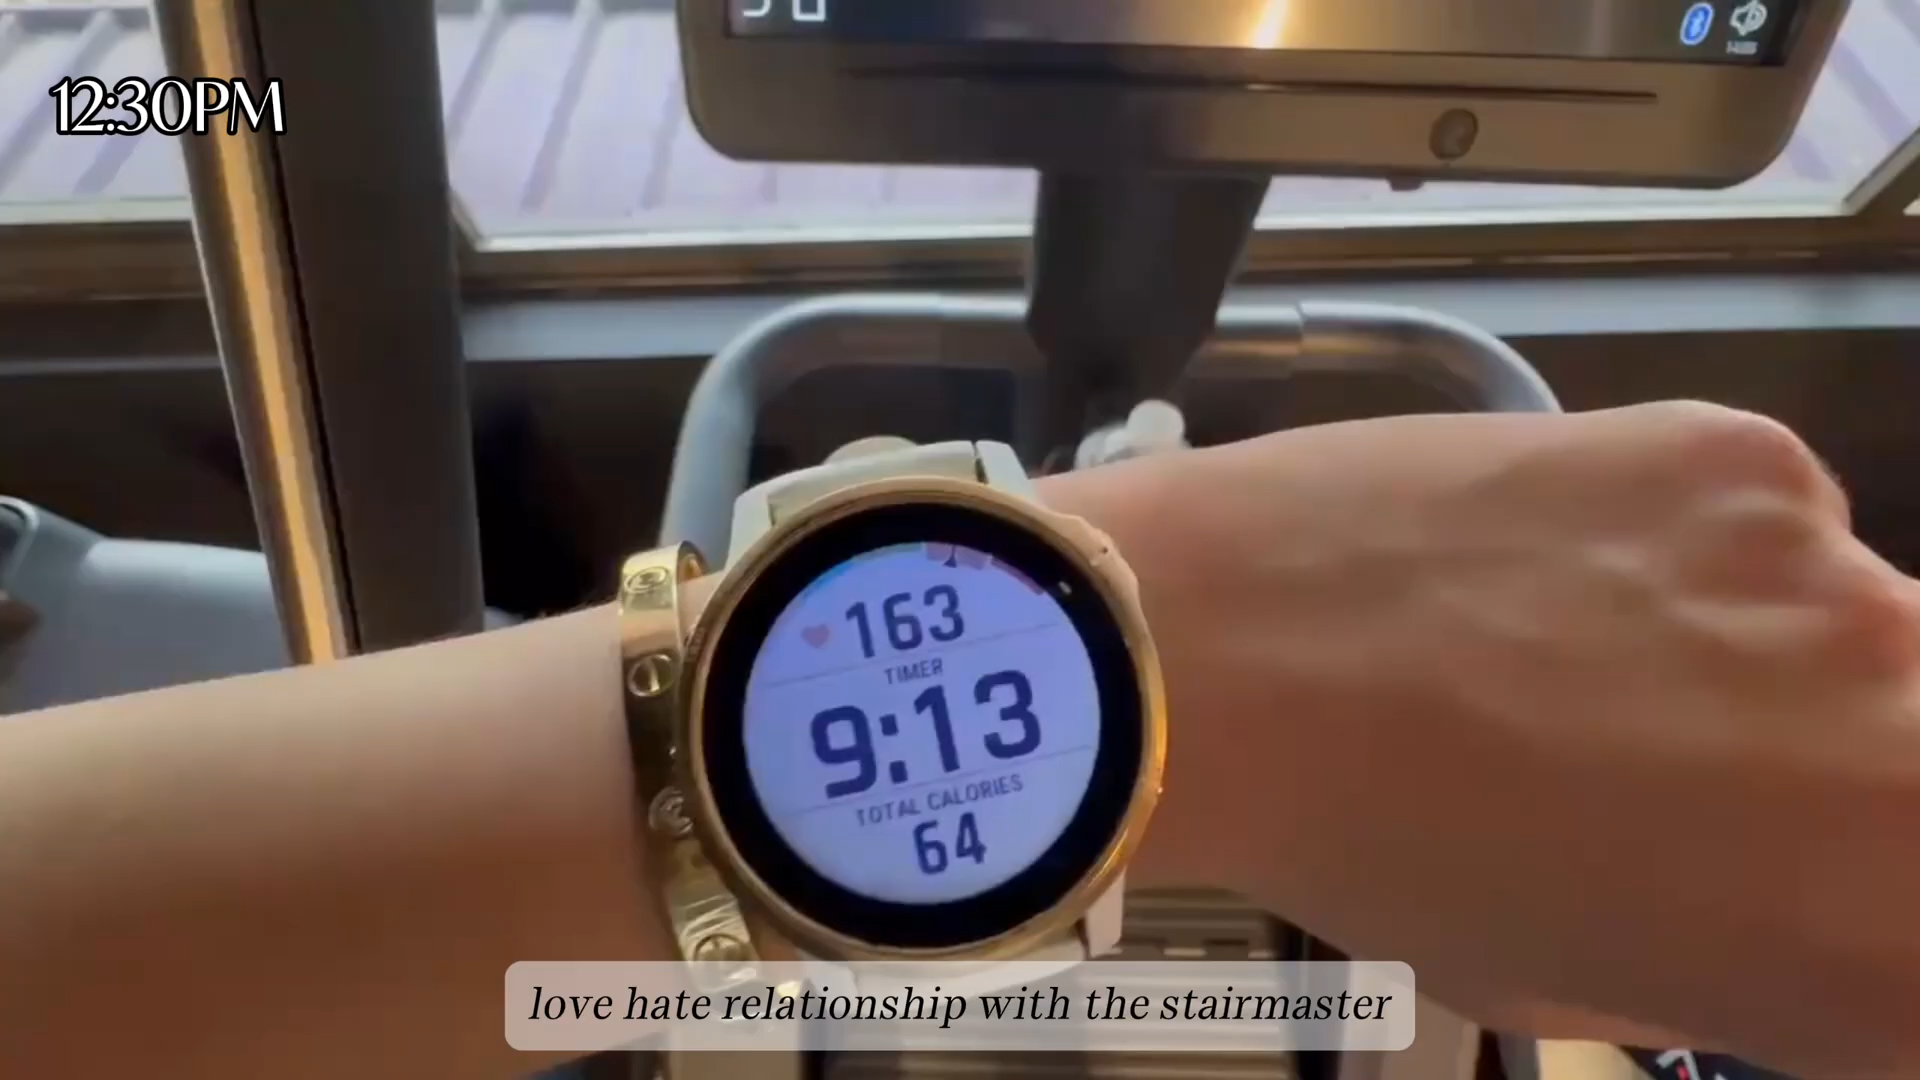 12:30PM
163
TIMER
9:13
TOTAL CALORIES
64
love hate relationship with the stairmaster